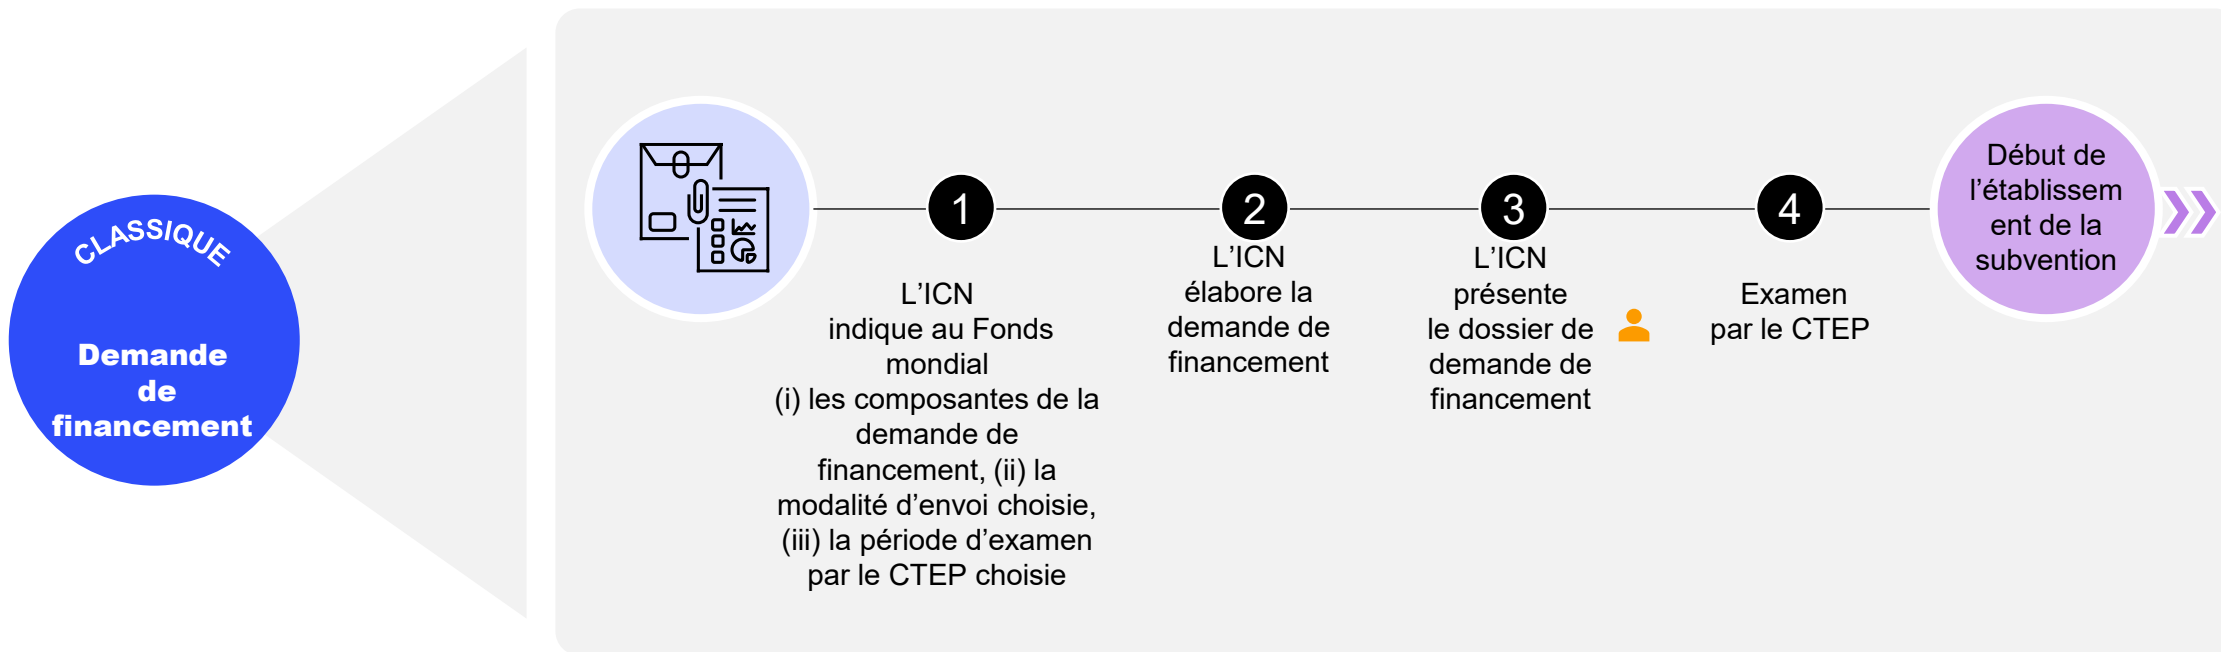 CLASSIQUE
Demande
de
financement
1
L’ICN
indique au Fonds
mondial
(i) les composantes de la
demande de
financement, (ii) la
modalité d’envoi choisie,
(iii) la période d’examen
par le CTEP choisie
2
L’ICN
élabore la
demande de
financement
3
L’ICN
présente
le dossier de
demande de
financement
4
Examen
par le CTEP
Début de
l’établissem
ent de la
subvention